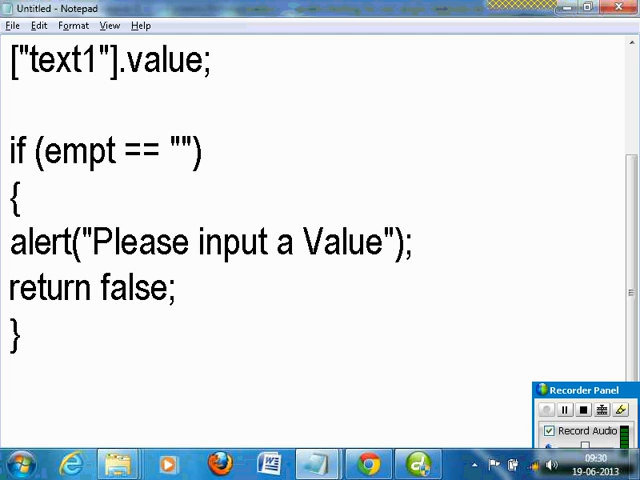 Untitled - Notepad
File Edit Format View Help
["text1"].value;
if (empt == "")
{
alert("Please input a Value");
return false;
}
Recorder Panel
Record Audio
09:30
19-06-2013